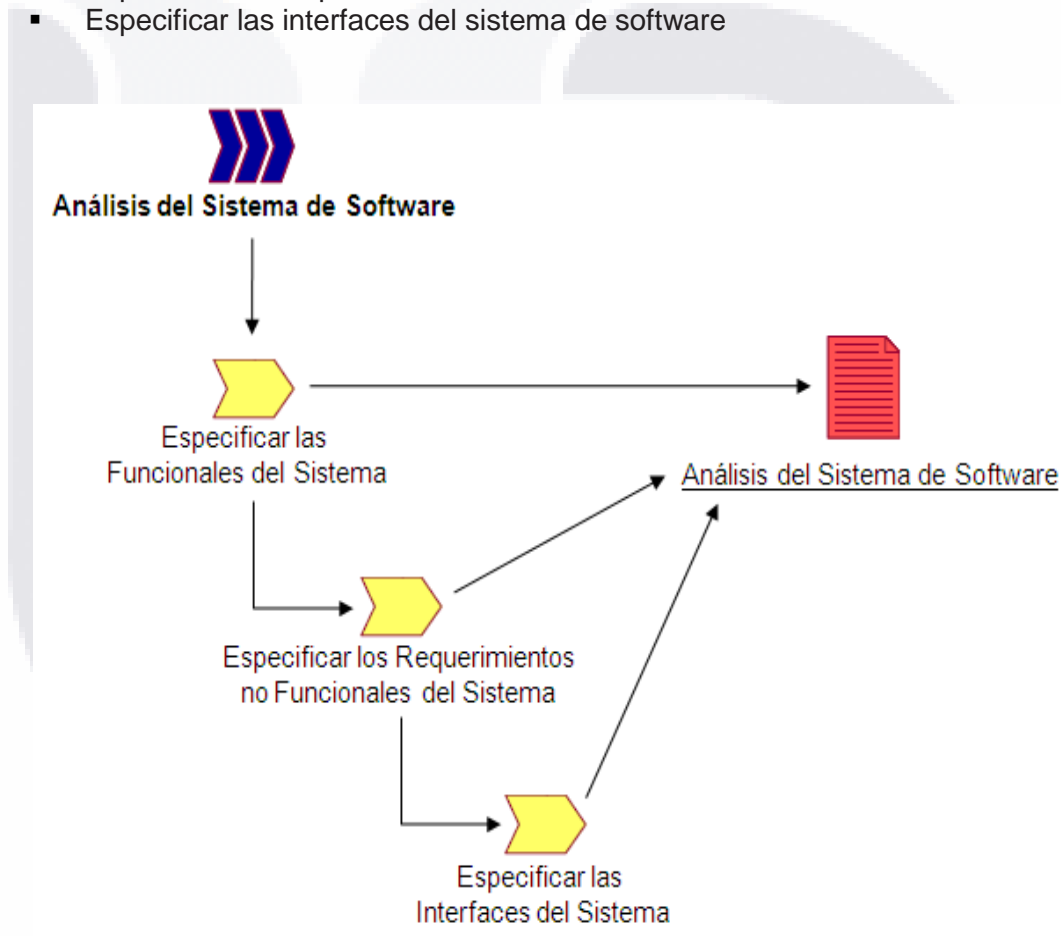 ▪ Especificar las interfaces del sistema de software
Análisis del Sistema de Software
Especificar las
Funcionales del Sistema
Análisis del Sistema de Software
Especificar los Requerimientos
no Funcionales del Sistema
Especificar las
Interfaces del Sistema